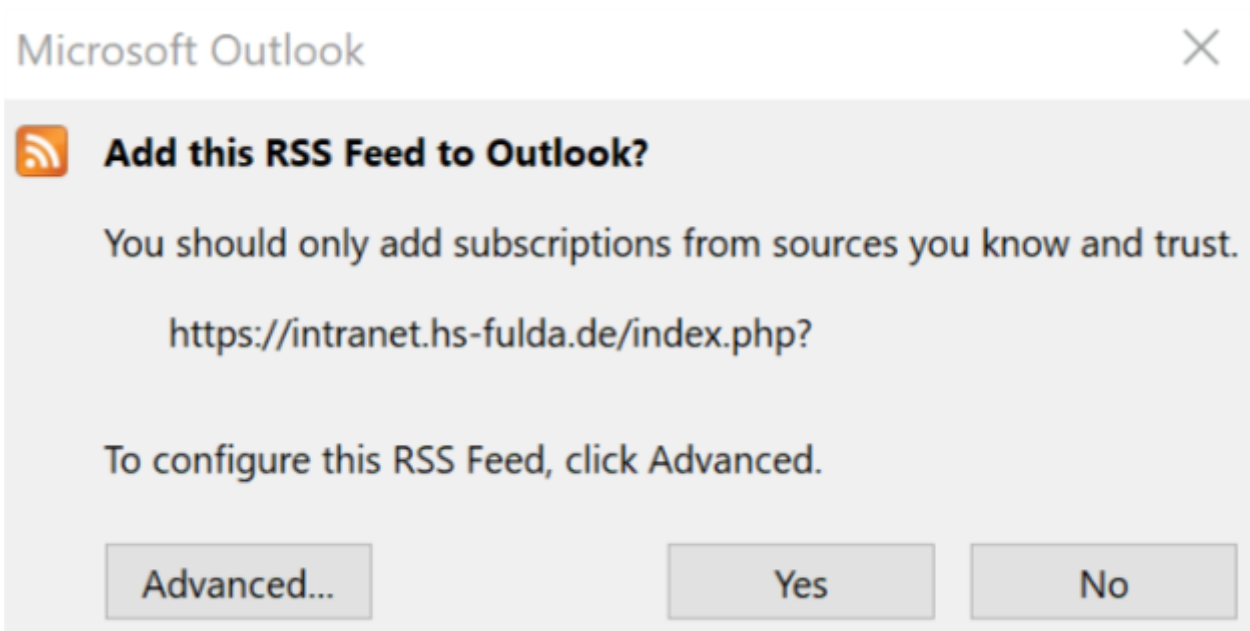 Microsoft Outlook
Add this RSS Feed to Outlook?
You should only add subscriptions from sources you know and trust.
https://intranet.hs-fulda.de/index.php?
To configure this RSS Feed, click Advanced.
Advanced... Yes No